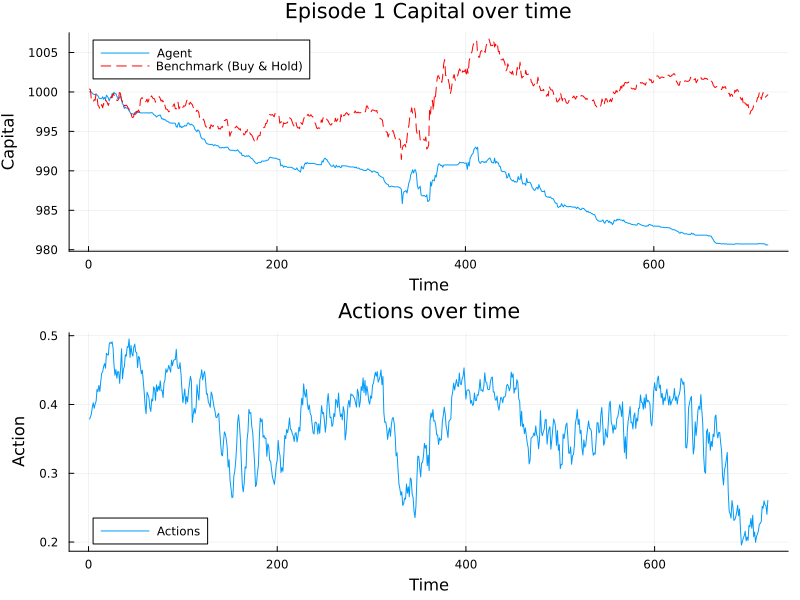 Episode 1 Capital over time
Agent
Benchmark (Buy & Hold)
Capital
1005
1000
995
990
985
980
0 200 400 600
Time
Actions over time
Action
0.5
0.4
0.3
0.2
Actions
0 200 400 600
Time